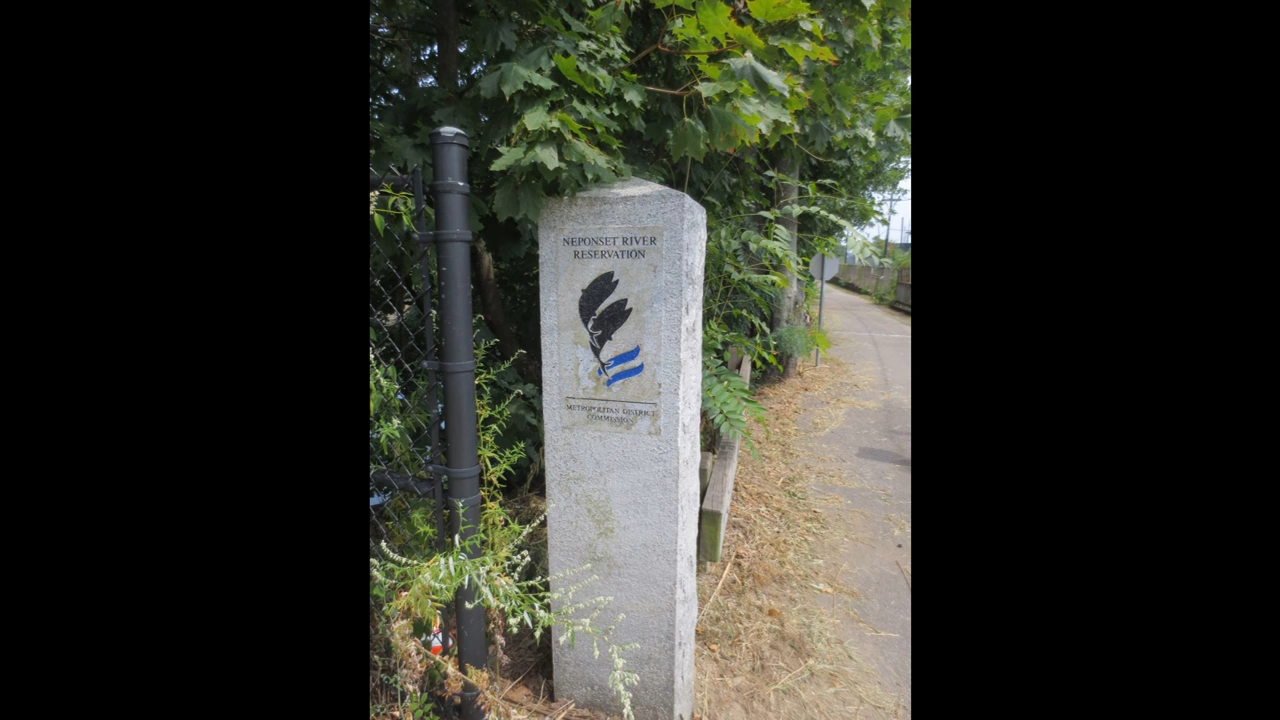 NEPONSET RIVER
RESERVATION
METROPOLITAN DISTRICT
COMMISSION